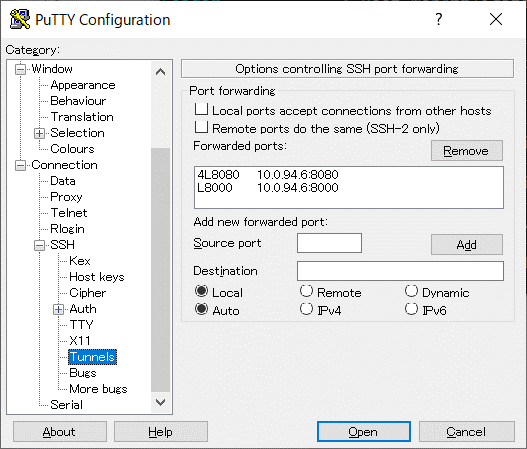 PuTTY Configuration
?
Category:
Window
Appearance
Behaviour
Translation
Selection
Colours
Connection
Data
Proxy
Telnet
Rlogin
SSH
Kex
Host keys
Cipher
Auth
TTY
X11
Tunnels
Bugs
More bugs
Serial
Options controlling SSH port forwarding
Port forwarding
Local ports accept connections from other hosts
Remote ports do the same (SSH-2 only)
Forwarded ports:
Remove
4L8080 10.0.94.6:8080
L8000 10.0.94.6:8000
Add new forwarded port:
Source port
Add
Destination
Local Remote Dynamic
Auto IPv4 IPv6
About Help Open Cancel